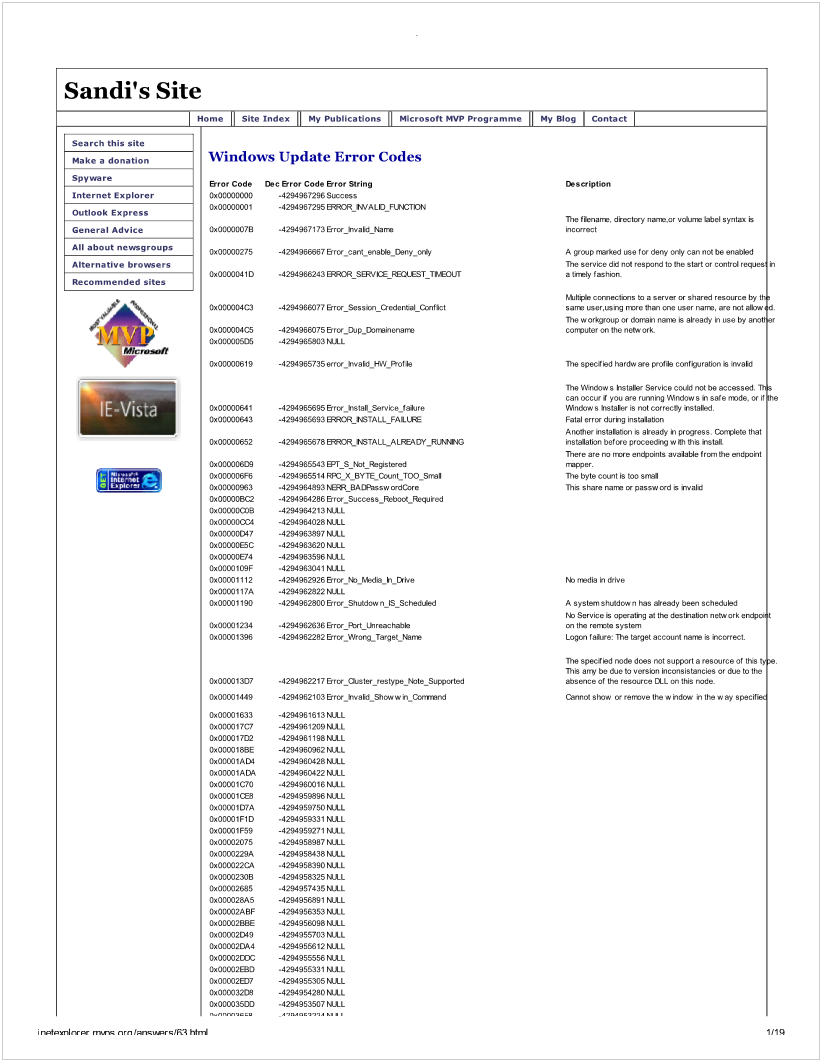 Sandi's Site
Home Site Index My Publications Microsoft MVP Programme My Blog Contact
Search this site
Make a donation
Spyware
Internet Explorer
Outlook Express
General Advice
All about newsgroups
Alternative browsers
Recommended sites
MOST VALUABLE PROFESSIONAL
MVP
Microsoft
IE-Vista
GET Microsoft Internet Explorer
Windows Update Error Codes
Error Code Dec Error Code Error String Description
0x00000000 -4294967296 Success
0x00000001 -4294967295 ERROR_INVALID_FUNCTION
The filename, directory name,or volume label syntax is
0x0000007B -4294967173 Error_Invalid_Name incorrect
0x00000275 -4294966667 Error_cant_enable_Deny_only A group marked use for deny only can not be enabled
The service did not respond to the start or control request in
0x0000041D -4294966243 ERROR_SERVICE_REQUEST_TIMEOUT a timely fashion.
Multiple connections to a server or shared resource by the
0x000004C3 -4294966077 Error_Session_Credential_Conflict same user,using more than one user name, are not allowed.
The workgroup or domain name is already in use by another
0x000004C5 -4294966075 Error_Dup_Domainename computer on the network.
0x000005D5 -4294965803 NULL
0x00000619 -4294965735 error_Invalid_HW_Profile The specified hardware profile configuration is invalid
The Windows Installer Service could not be accessed. This
can occur if you are running Windows in safe mode, or if the
0x00000641 -4294965695 Error_Install_Service_failure Windows Installer is not correctly installed.
0x00000643 -4294965693 ERROR_INSTALL_FAILURE Fatal error during installation
Another installation is already in progress. Complete that
0x00000652 -4294965678 ERROR_INSTALL_ALREADY_RUNNING installation before proceeding with this install.
There are no more endpoints available from the endpoint
0x000006D9 -4294965543 EPT_S_Not_Registered mapper.
0x000006F6 -4294965514 RPC_X_BYTE_Count_TOO_Small The byte count is too small
0x00000963 -4294964893 NERR_BADPasswordCore This share name or password is invalid
0x00000BC2 -4294964286 Error_Success_Reboot_Required
0x00000C0B -4294964213 NULL
0x00000CC4 -4294964028 NULL
0x00000D47 -4294963897 NULL
0x00000E5C -4294963620 NULL
0x00000E74 -4294963596 NULL
0x0000109F -4294963041 NULL
0x00001112 -4294962926 Error_No_Media_In_Drive No media in drive
0x0000117A -4294962822 NULL
0x00001190 -4294962800 Error_Shutdown_IS_Scheduled A system shutdown has already been scheduled
No Service is operating at the destination network endpoint
0x00001234 -4294962636 Error_Port_Unreachable on the remote system
0x00001396 -4294962282 Error_Wrong_Target_Name Logon failure: The target account name is incorrect.
The specified node does not support a resource of this type.
This amy be due to version inconsistancies or due to the
0x000013D7 -4294962217 Error_Cluster_restype_Note_Supported absence of the resource DLL on this node.
0x00001449 -4294962103 Error_Invalid_Showwin_Command Cannot show or remove the window in the way specified
0x00001633 -4294961613 NULL
0x000017C7 -4294961209 NULL
0x000017D2 -4294961198 NULL
0x000018BE -4294960962 NULL
0x00001AD4 -4294960428 NULL
0x00001ADA -4294960422 NULL
0x00001C70 -4294960016 NULL
0x00001CE8 -4294959896 NULL
0x00001D7A -4294959750 NULL
0x00001F1D -4294959331 NULL
0x00001F59 -4294959271 NULL
0x00002075 -4294958987 NULL
0x0000229A -4294958438 NULL
0x000022CA -4294958390 NULL
0x0000230B -4294958325 NULL
0x00002685 -4294957435 NULL
0x000028A5 -4294956891 NULL
0x00002ABF -4294956353 NULL
0x00002BBE -4294956098 NULL
0x00002D49 -4294955703 NULL
0x00002DA4 -4294955612 NULL
0x00002DDC -4294955556 NULL
0x00002EBD -4294955331 NULL
0x00002ED7 -4294955305 NULL
0x000032D8 -4294954280 NULL
0x000035DD -4294953507 NULL
inetexplorer.mvps.org/answers/63.html 1/19